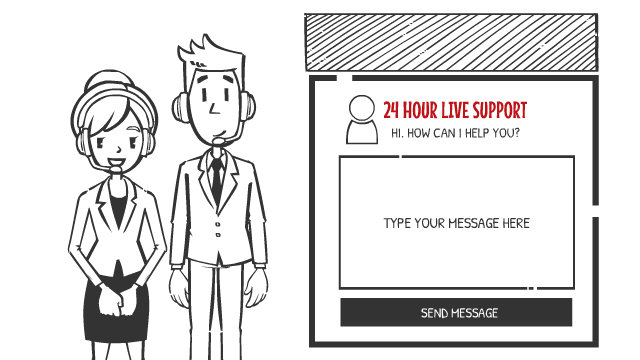 24 HOUR LIVE SUPPORT
HI. HOW CAN I HELP YOU?
TYPE YOUR MESSAGE HERE
SEND MESSAGE